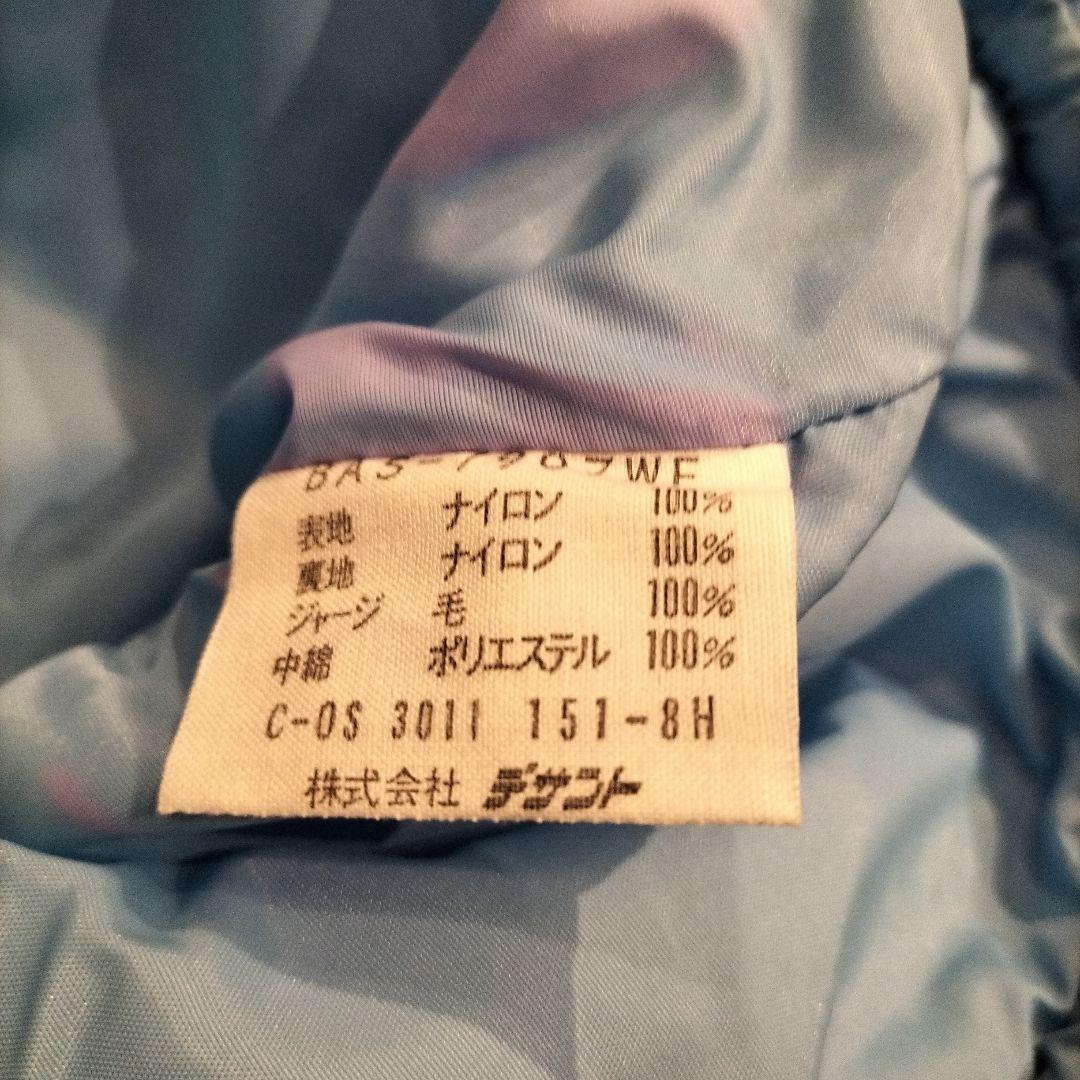 BAS-7989WF
表地 ナイロン 100%
裏地 ナイロン 100%
ジャージ 毛 100%
中綿 ポリエステル 100%
C-OS 3011 151-8H
株式会社 デサント